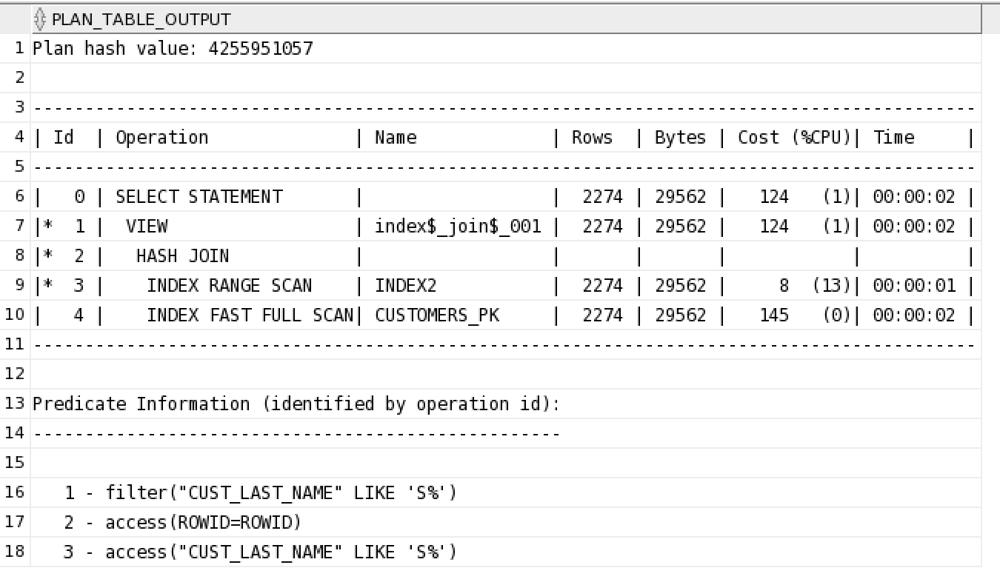 PLAN_TABLE_OUTPUT
1 Plan hash value: 4255951057
2
3 -------------------------------------------------------------------------------------------
4 | Id  | Operation              | Name             | Rows  | Bytes | Cost (%CPU)| Time     |
5 -------------------------------------------------------------------------------------------
6 |   0 | SELECT STATEMENT       |                  |  2274 | 29562 |   124   (1)| 00:00:02 |
7 |*  1 |  VIEW                  | index$_join$_001 |  2274 | 29562 |   124   (1)| 00:00:02 |
8 |*  2 |   HASH JOIN            |                  |       |       |            |          |
9 |*  3 |    INDEX RANGE SCAN    | INDEX2           |  2274 | 29562 |     8  (13)| 00:00:01 |
10 |   4 |    INDEX FAST FULL SCAN| CUSTOMERS_PK     |  2274 | 29562 |   145   (0)| 00:00:02 |
11 -------------------------------------------------------------------------------------------
12
13 Predicate Information (identified by operation id):
14 ---------------------------------------------------
15
16    1 - filter("CUST_LAST_NAME" LIKE 'S%')
17    2 - access(ROWID=ROWID)
18    3 - access("CUST_LAST_NAME" LIKE 'S%')